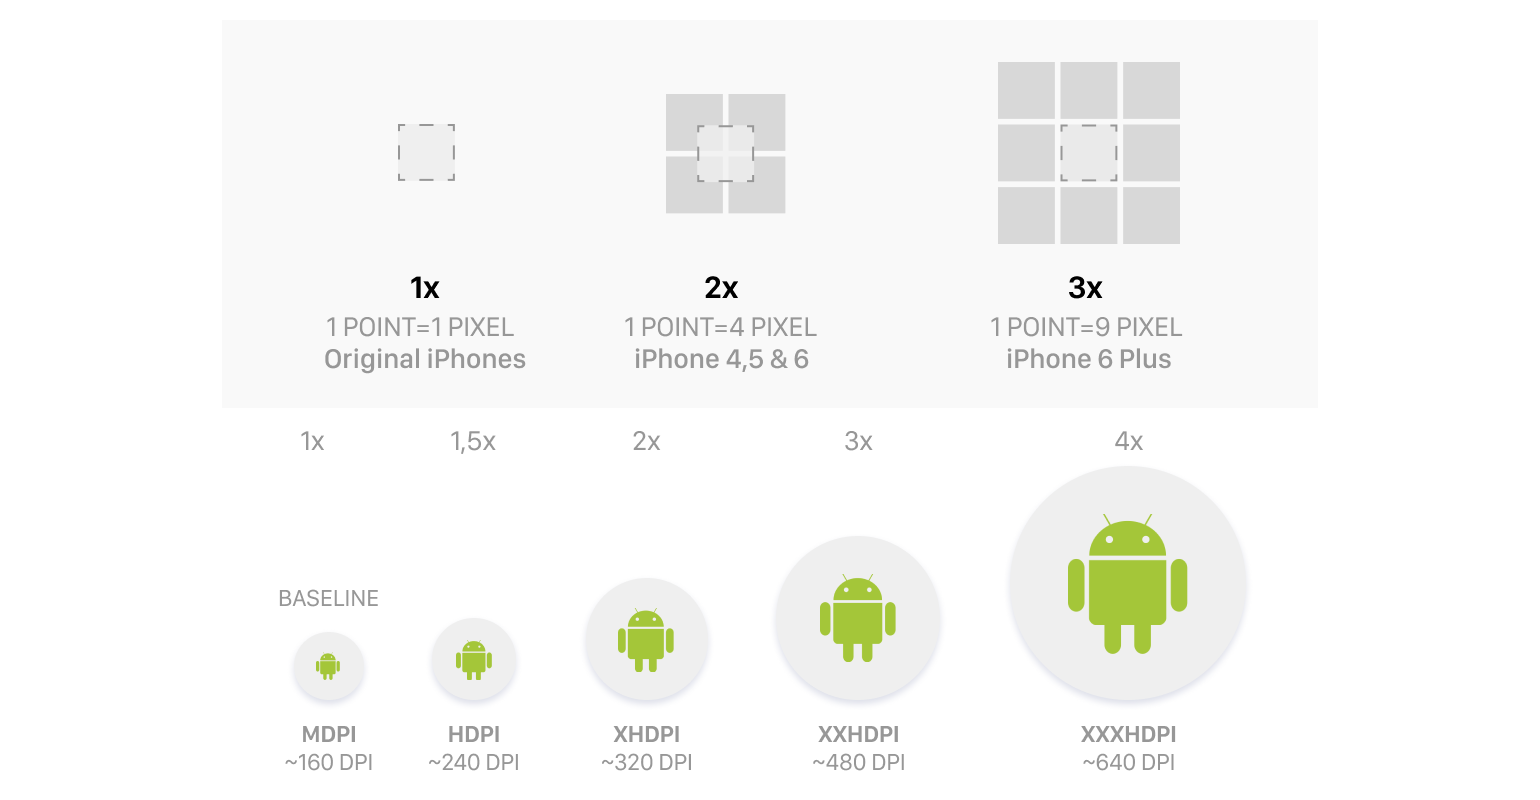 1x
1 POINT=1 PIXEL
Original iPhones
2x
1 POINT=4 PIXEL
iPhone 4,5 & 6
3x
1 POINT=9 PIXEL
iPhone 6 Plus
1x
1,5x
2x
3x
4x
BASELINE
MDPI
~160 DPI
HDPI
~240 DPI
XHDPI
~320 DPI
XXHDPI
~480 DPI
XXXHDPI
~640 DPI